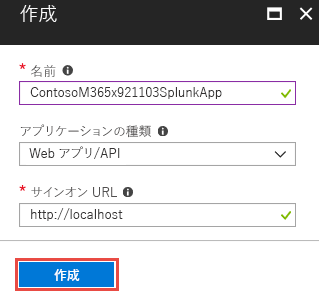 作成
* 名前
ContosoM365x921103SplunkApp
アプリケーションの種類
Web アプリ/API
* サインオン URL
http://localhost
作成